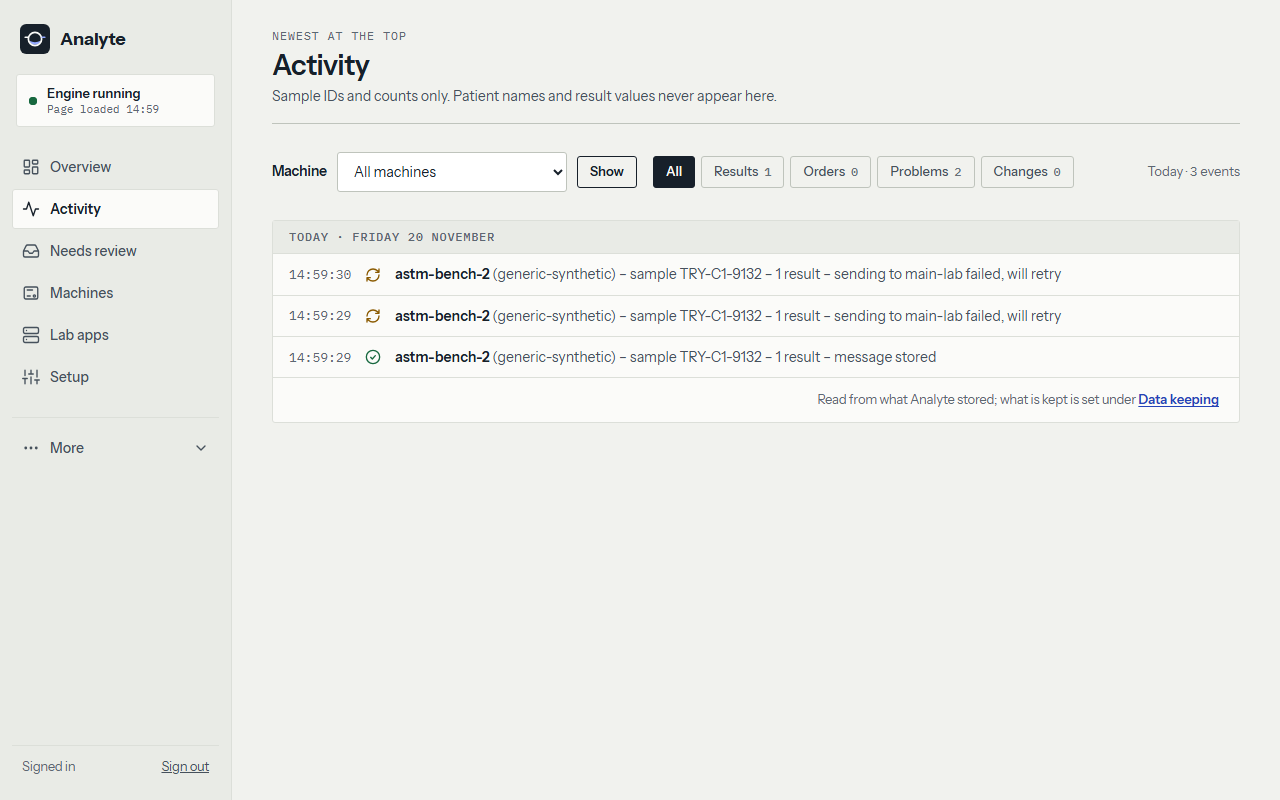 Analyte
Engine running
Page loaded 14:59
Overview
Activity
Needs review
Machines
Lab apps
Setup
More
Signed in
Sign out
NEWEST AT THE TOP
Activity
Sample IDs and counts only. Patient names and result values never appear here.
Machine All machines Show All Results 1 Orders 0 Problems 2 Changes 0 Today · 3 events
TODAY · FRIDAY 20 NOVEMBER
14:59:30 astm-bench-2 (generic-synthetic) – sample TRY-C1-9132 – 1 result – sending to main-lab failed, will retry
14:59:29 astm-bench-2 (generic-synthetic) – sample TRY-C1-9132 – 1 result – sending to main-lab failed, will retry
14:59:29 astm-bench-2 (generic-synthetic) – sample TRY-C1-9132 – 1 result – message stored
Read from what Analyte stored; what is kept is set under Data keeping